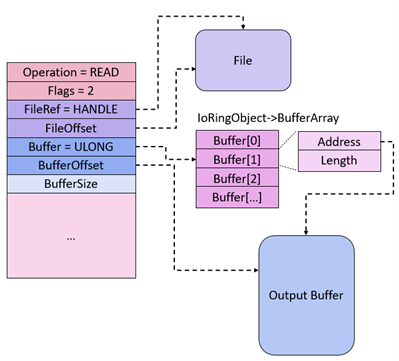 Operation = READ
Flags = 2
FileRef = HANDLE
FileOffset
Buffer = ULONG
BufferOffset
BufferSize
...
File
IoRingObject->BufferArray
Buffer[0]
Buffer[1]
Buffer[2]
Buffer[...]
Address
Length
Output Buffer